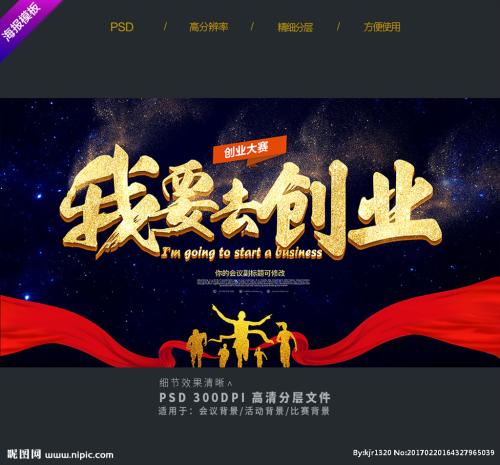 海报模板
PSD / 高分辨率 / 精细分层 / 方便使用
创业大赛
我要去创业
I'm going to start a business
你的会议副标题可修改
细节效果清晰^
PSD 300DPI 高清分层文件
适用于：会议背景/活动背景/比赛背景
昵图网 www.nipic.com
By:kjr1320 No:20170220164327965039